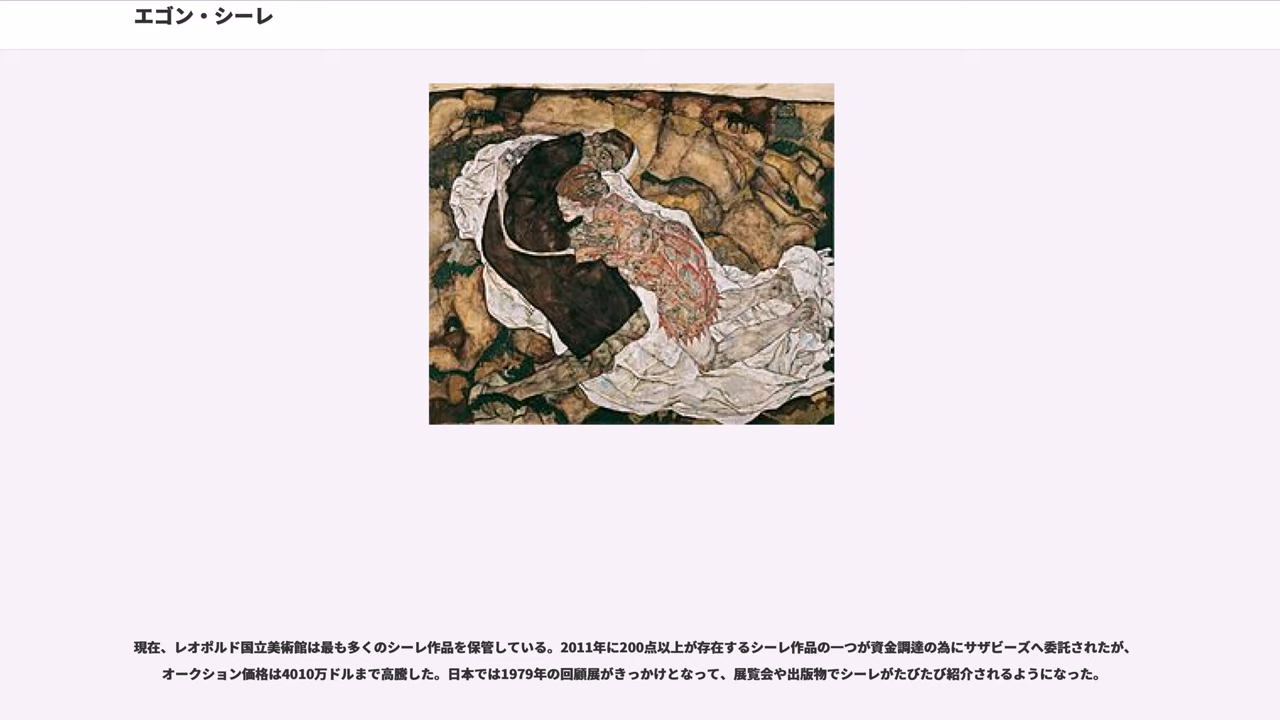 エゴン・シーレ
現在、レオポルド国立美術館は最も多くのシーレ作品を保管している。2011年に200点以上が存在するシーレ作品の一つが資金調達の為にサザビーズへ委託されたが、
オークション価格は4010万ドルまで高騰した。日本では1979年の回顧展がきっかけとなって、展覧会や出版物でシーレがたびたび紹介されるようになった。